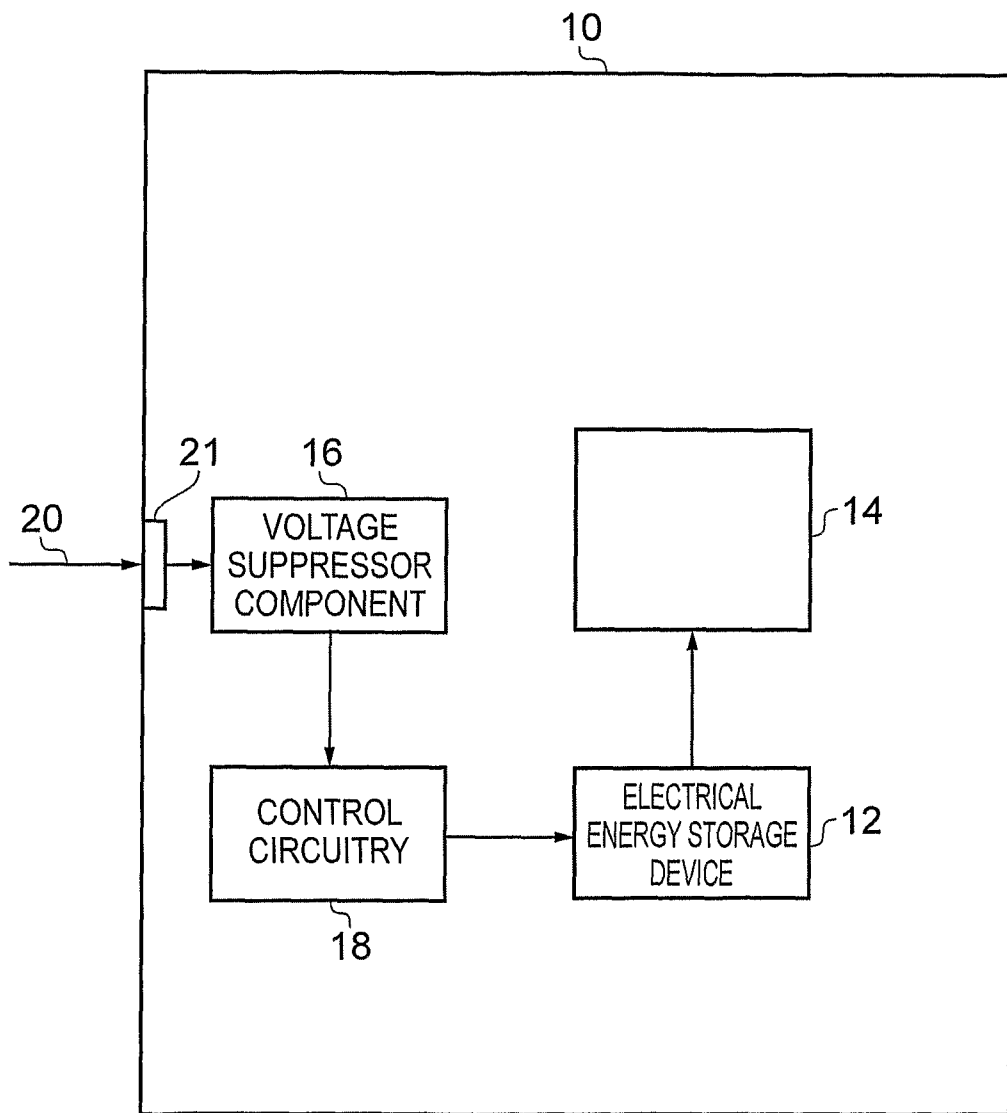 10
21
16
20
VOLTAGE
SUPPRESSOR
COMPONENT
14
CONTROL
CIRCUITRY
18
ELECTRICAL
ENERGY STORAGE
DEVICE
12